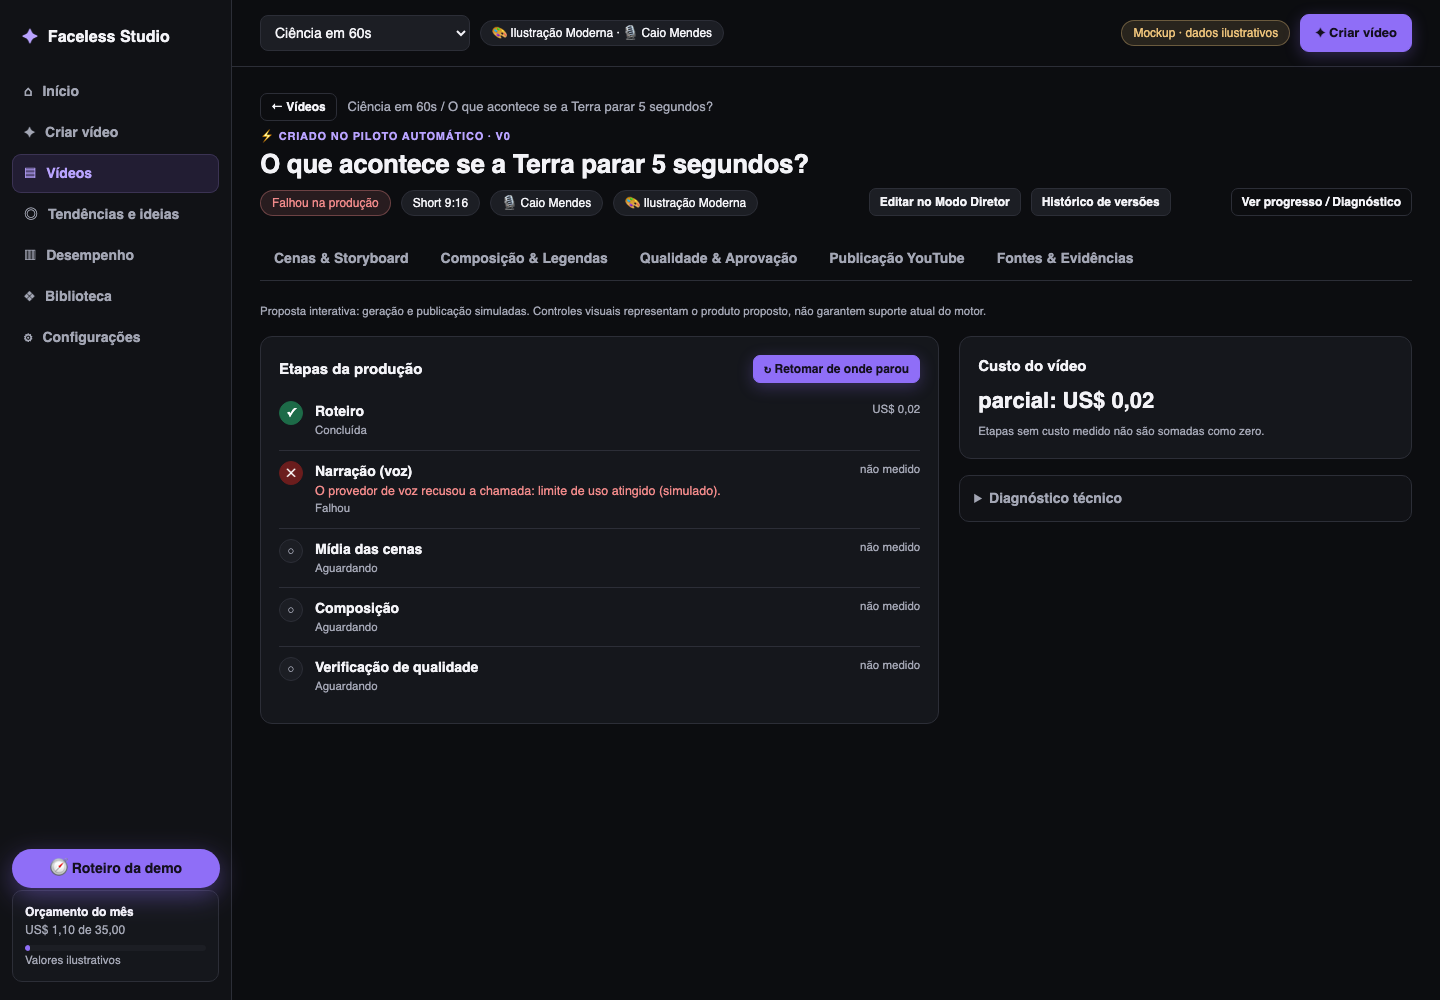 Faceless Studio
Início
Criar vídeo
Vídeos
Tendências e ideias
Desempenho
Biblioteca
Configurações
Roteiro da demo
Orçamento do mês
US$ 1,10 de 35,00
Valores ilustrativos
Ciência em 60s
Ilustração Moderna · Caio Mendes
Mockup · dados ilustrativos
✦ Criar vídeo
← Vídeos
Ciência em 60s / O que acontece se a Terra parar 5 segundos?
⚡ CRIADO NO PILOTO AUTOMÁTICO · V0
O que acontece se a Terra parar 5 segundos?
Falhou na produção
Short 9:16
Caio Mendes
Ilustração Moderna
Editar no Modo Diretor
Histórico de versões
Ver progresso / Diagnóstico
Cenas & Storyboard
Composição & Legendas
Qualidade & Aprovação
Publicação YouTube
Fontes & Evidências
Proposta interativa: geração e publicação simuladas. Controles visuais representam o produto proposto, não garantem suporte atual do motor.
Etapas da produção
↻ Retomar de onde parou
Roteiro
US$ 0,02
Concluída
Narração (voz)
não medido
O provedor de voz recusou a chamada: limite de uso atingido (simulado).
Falhou
Mídia das cenas
não medido
Aguardando
Composição
não medido
Aguardando
Verificação de qualidade
não medido
Aguardando
Custo do vídeo
parcial: US$ 0,02
Etapas sem custo medido não são somadas como zero.
Diagnóstico técnico